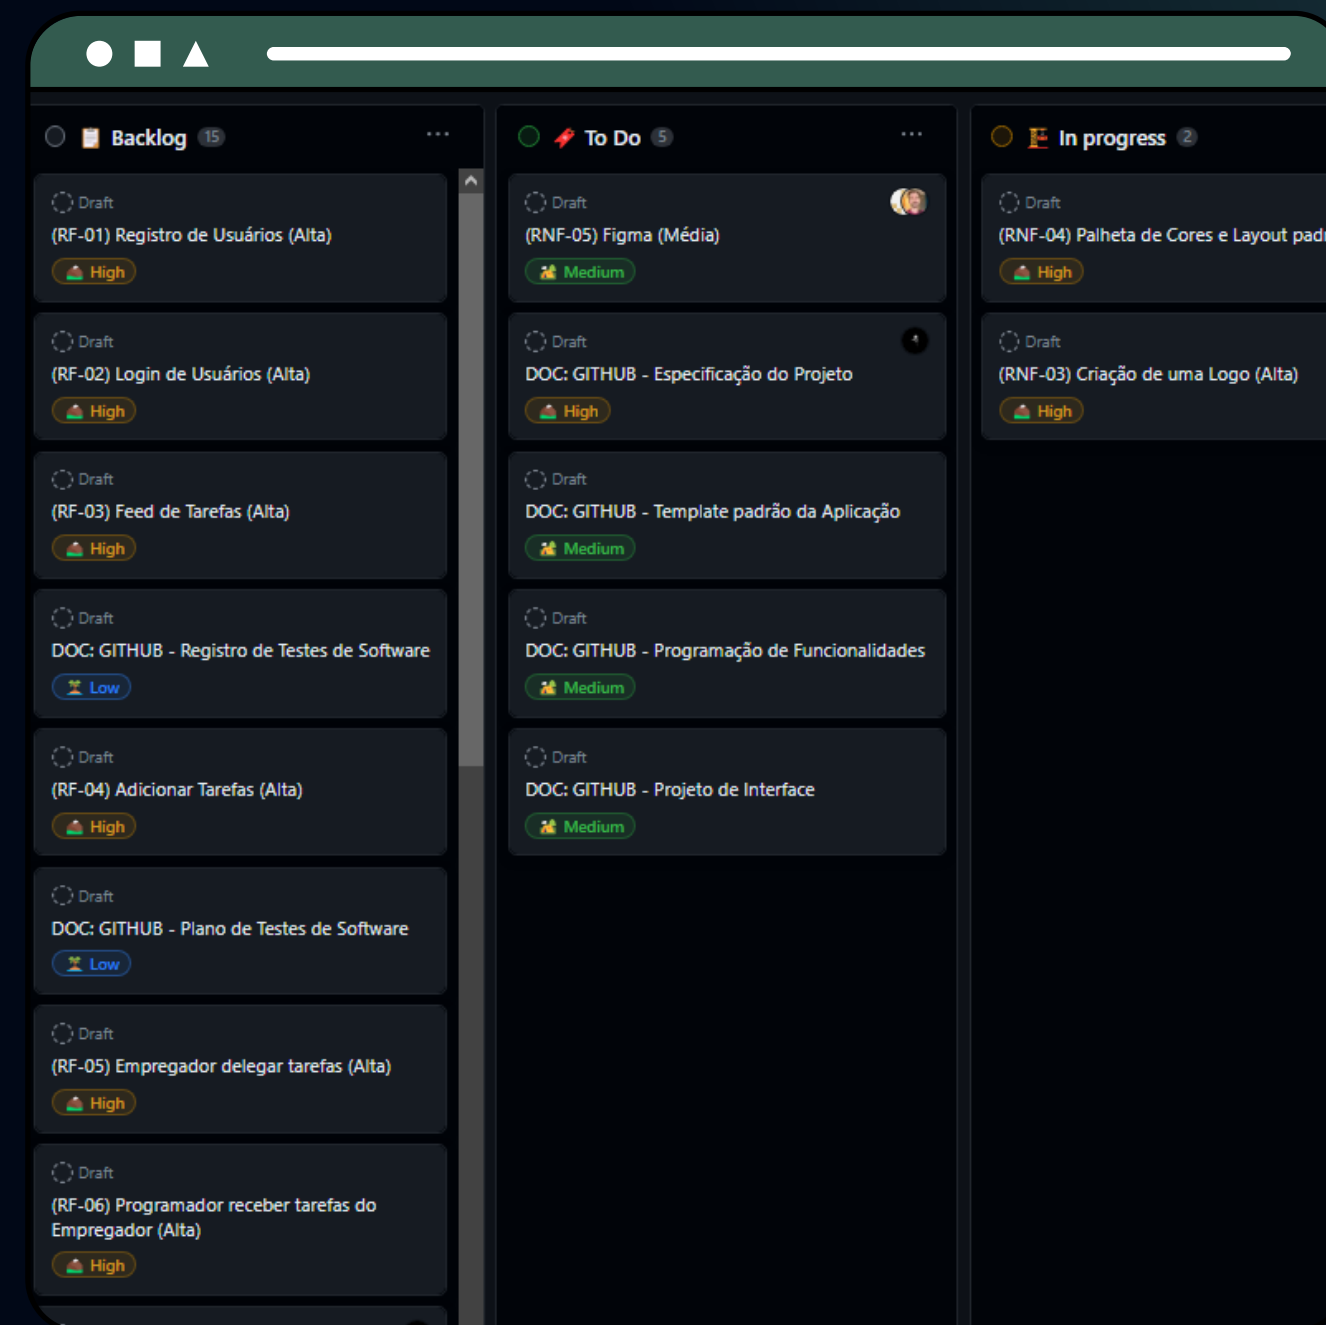 Backlog 15
Draft
(RF-01) Registro de Usuários (Alta)
High
Draft
(RF-02) Login de Usuários (Alta)
High
Draft
(RF-03) Feed de Tarefas (Alta)
High
Draft
DOC: GITHUB - Registro de Testes de Software
Low
Draft
(RF-04) Adicionar Tarefas (Alta)
High
Draft
DOC: GITHUB - Plano de Testes de Software
Low
Draft
(RF-05) Empregador delegar tarefas (Alta)
High
Draft
(RF-06) Programador receber tarefas do
Empregador (Alta)
High
To Do 5
Draft
(RNF-05) Figma (Média)
Medium
Draft
DOC: GITHUB - Especificação do Projeto
High
Draft
DOC: GITHUB - Template padrão da Aplicação
Medium
Draft
DOC: GITHUB - Programação de Funcionalidades
Medium
Draft
DOC: GITHUB - Projeto de Interface
Medium
In progress 2
Draft
(RNF-04) Palheta de Cores e Layout
High
Draft
(RNF-03) Criação de uma Logo (Alta)
High